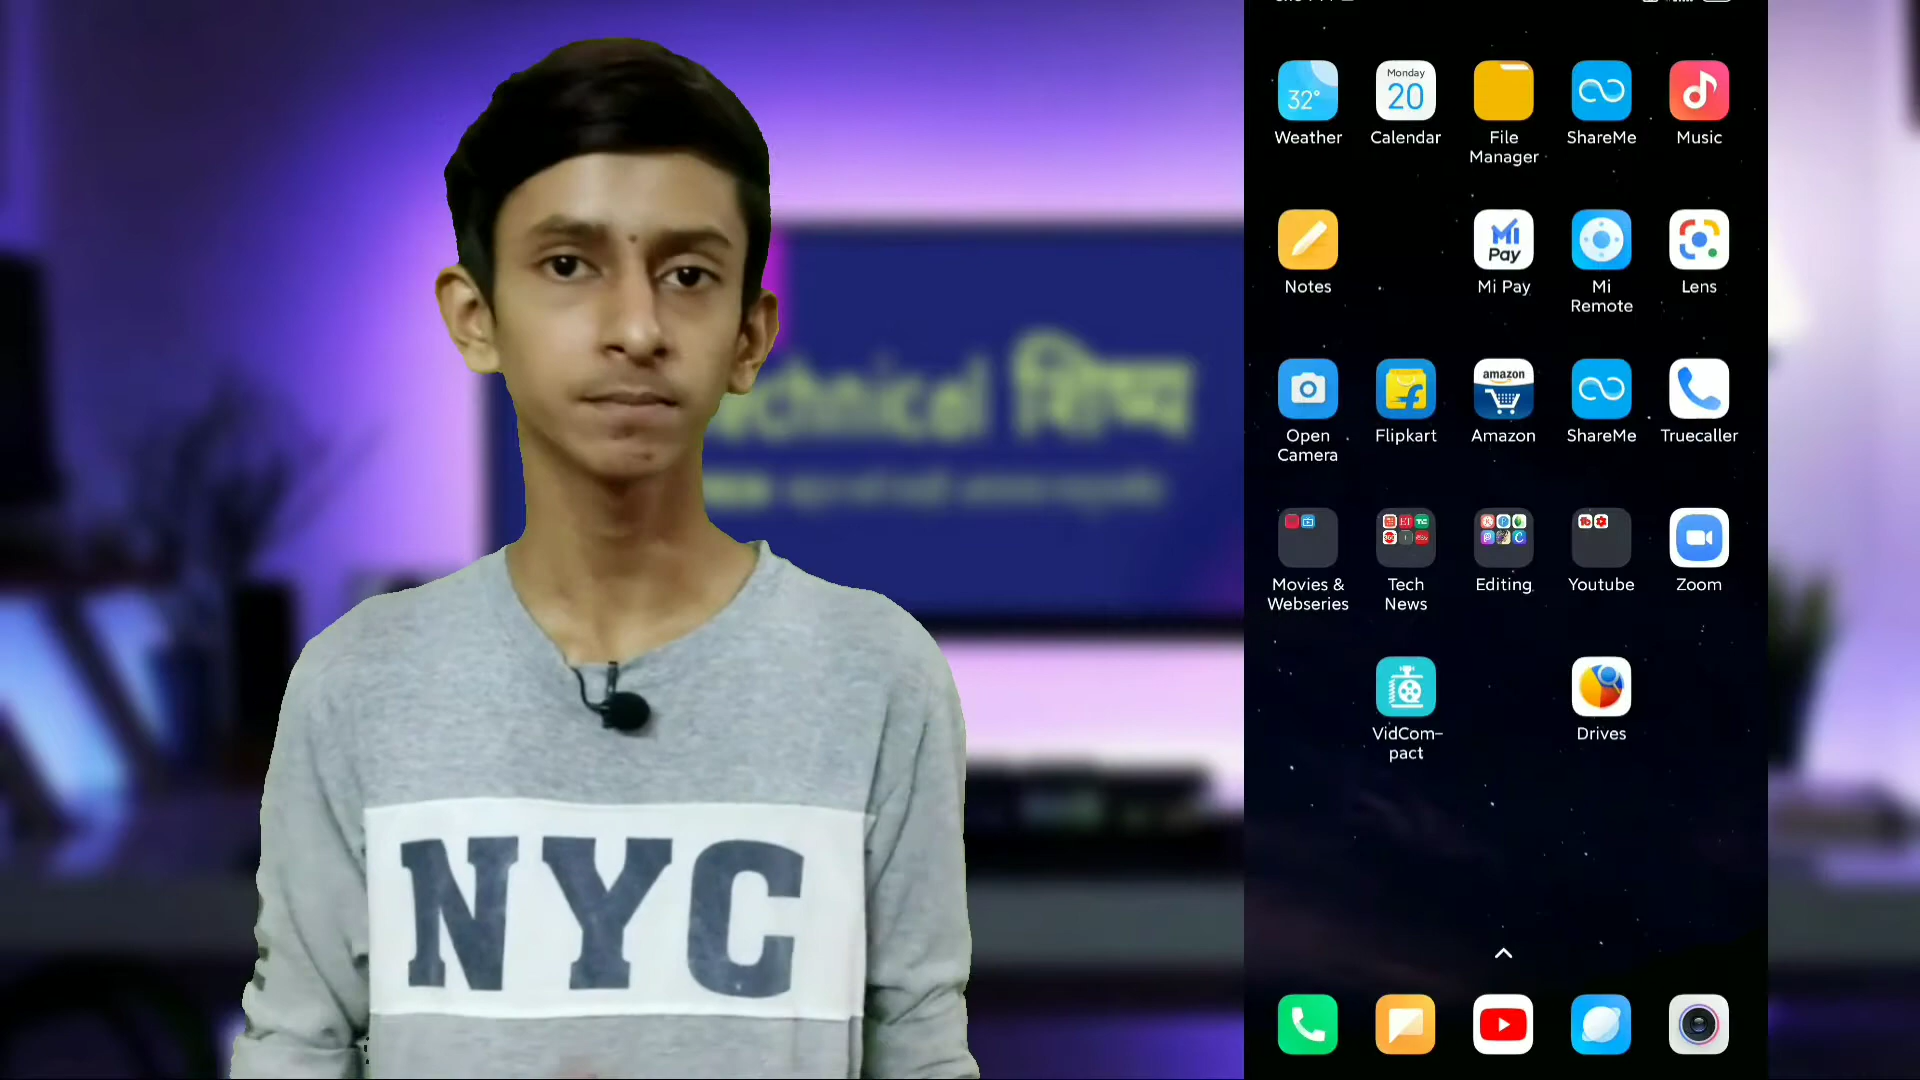 Technical शिष्य
NYC
Monday
32°
20
Weather
Calendar
File
Manager
ShareMe
Music
Mi
Pay
Notes
Mi Pay
Mi
Remote
Lens
amazon
Open
Camera
Flipkart
Amazon
ShareMe
Truecaller
Movies &
Webseries
Tech
News
Editing
Youtube
Zoom
VidCom-
pact
Drives